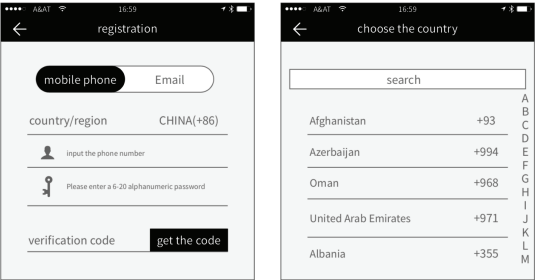 A&AT 16:59
registration
mobile phone Email
country/region CHINA(+86)
input the phone number
Please enter a 6-20 alphanumeric password
verification code get the code
A&AT 16:59
choose the country
search
Afghanistan +93
Azerbaijan +994
Oman +968
United Arab Emirates +971
Albania +355
A
B
C
D
E
F
G
H
I
J
K
L
M